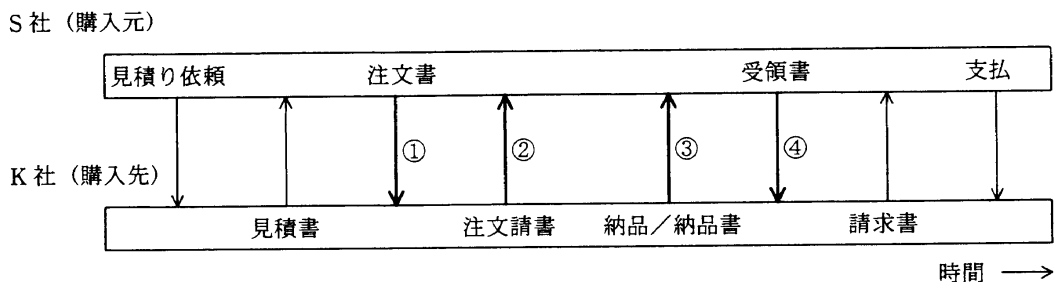 S社（購入元）
見積り依頼 注文書 受領書 支払
① ② ③ ④
K社（購入先）
見積書 注文請書 納品／納品書 請求書
時間